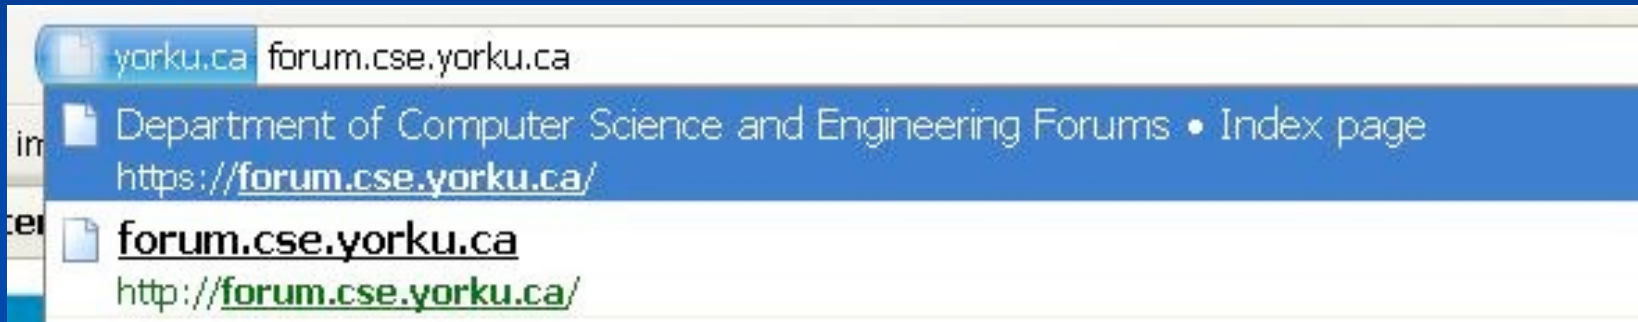 yorku.ca forum.cse.yorku.ca
Department of Computer Science and Engineering Forums • Index page
https://forum.cse.yorku.ca/
forum.cse.yorku.ca
http://forum.cse.yorku.ca/